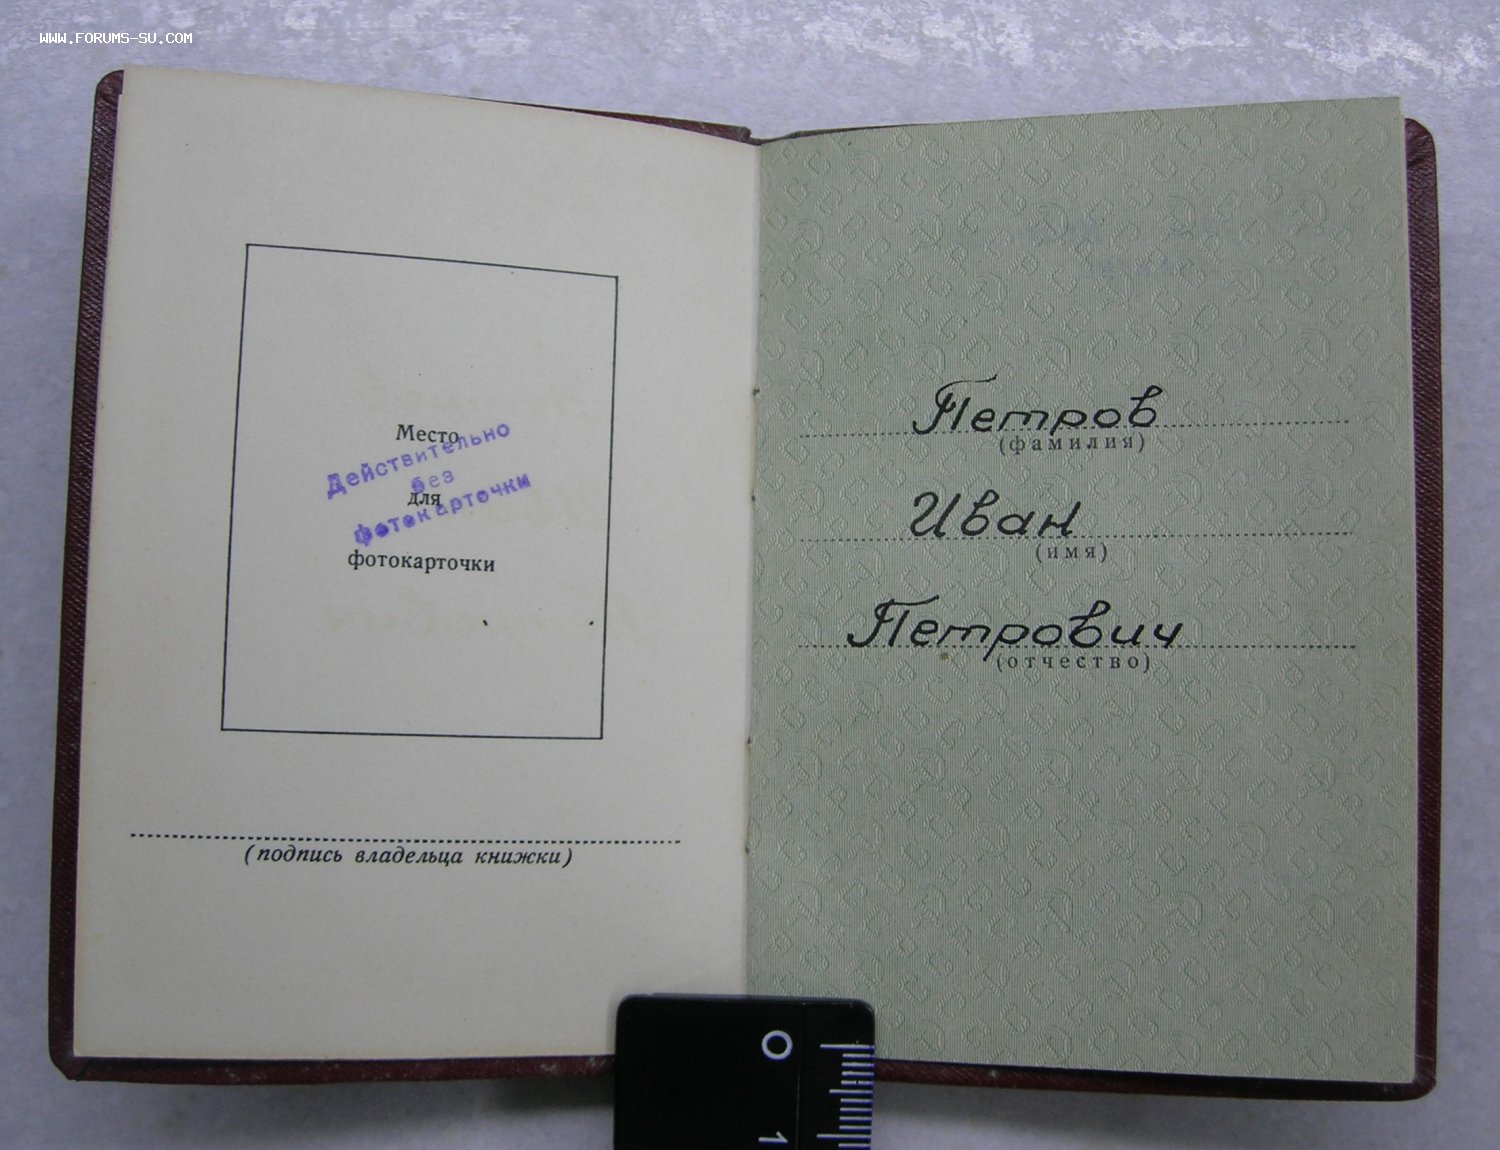 WWW.FORUMS-SU.COM
Место
для
фотокарточки
Действительно
без
фотокарточки
(подпись владельца книжки)
Петров
(фамилия)
Иван
(имя)
Петрович
(отчество)
0
1